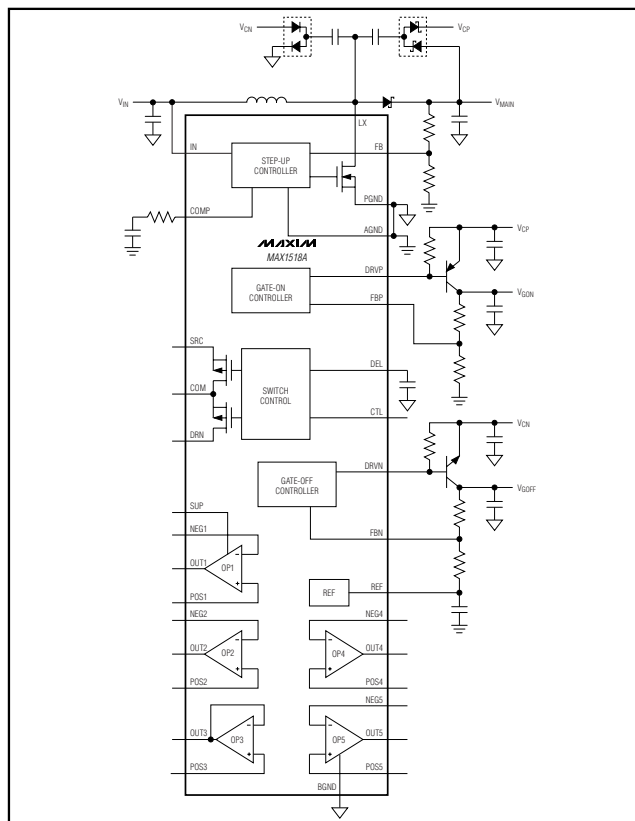 VCN
VCP
VIN
VMAIN
LX
IN
FB
STEP-UP
CONTROLLER
COMP
PGND
AGND
MAXIM
MAX1518A
VCP
DRVP
GATE-ON
CONTROLLER
FBP
VGON
SRC
DEL
COM
SWITCH
CONTROL
CTL
DRN
VCN
DRVN
GATE-OFF
CONTROLLER
VGOFF
SUP
FBN
NEG1
OUT1
OP1
POS1
REF
REF
NEG2
NEG4
OUT2
OP2
OP4
OUT4
POS2
POS4
NEG5
OUT3
OP3
OP5
OUT5
POS3
POS5
BGND